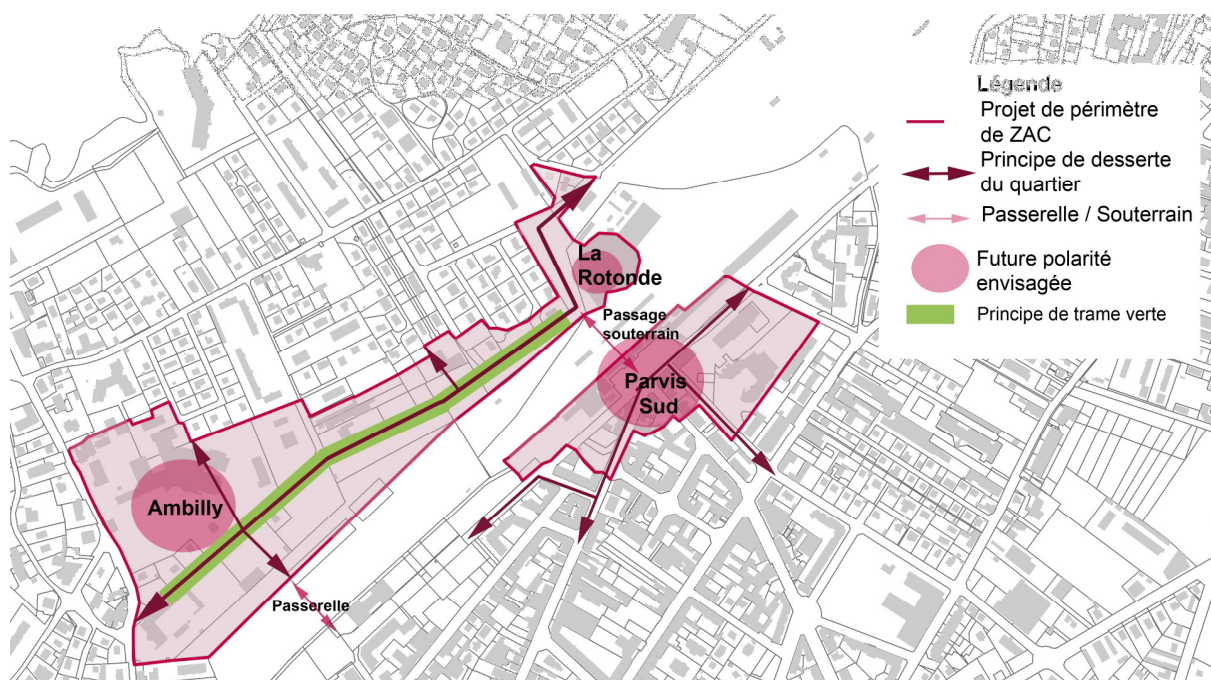 Légende
Projet de périmètre
de ZAC
Principe de desserte
du quartier
Passerelle / Souterrain
Future polarité
envisagée
Principe de trame verte
La
Rotonde
Passage
souterrain
Parvis
Sud
Ambilly
Passerelle